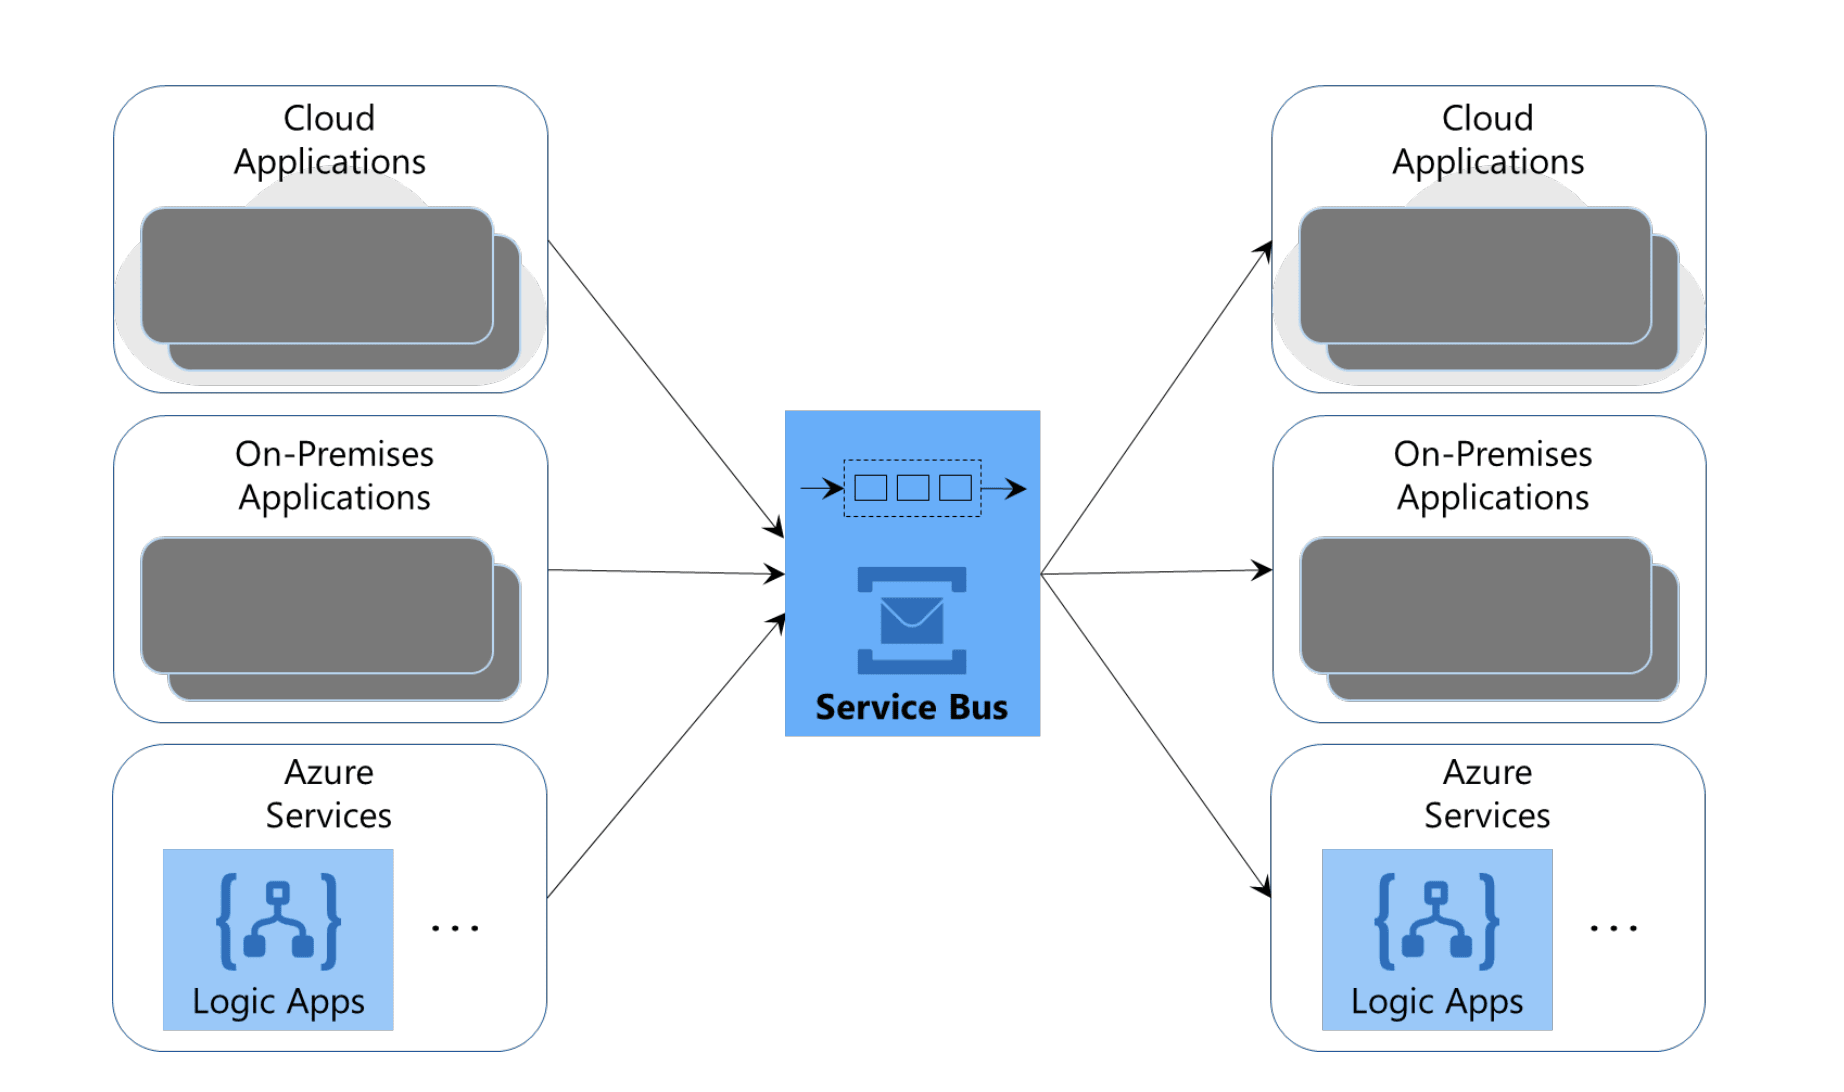 Cloud
Applications
On-Premises
Applications
Azure
Services
Logic Apps
...
Service Bus
Cloud
Applications
On-Premises
Applications
Azure
Services
Logic Apps
...